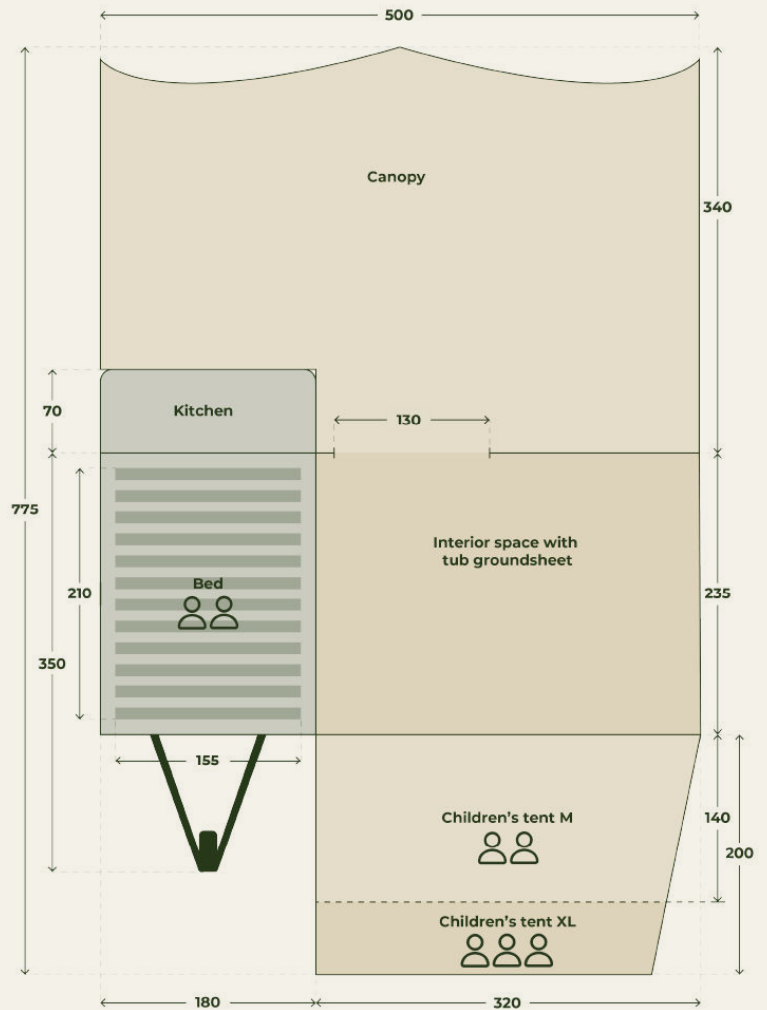 500
Canopy
340
70
Kitchen
130
775
Interior space with
tub groundsheet
Bed
210
235
350
155
Children's tent M
140
200
Children's tent XL
180
320